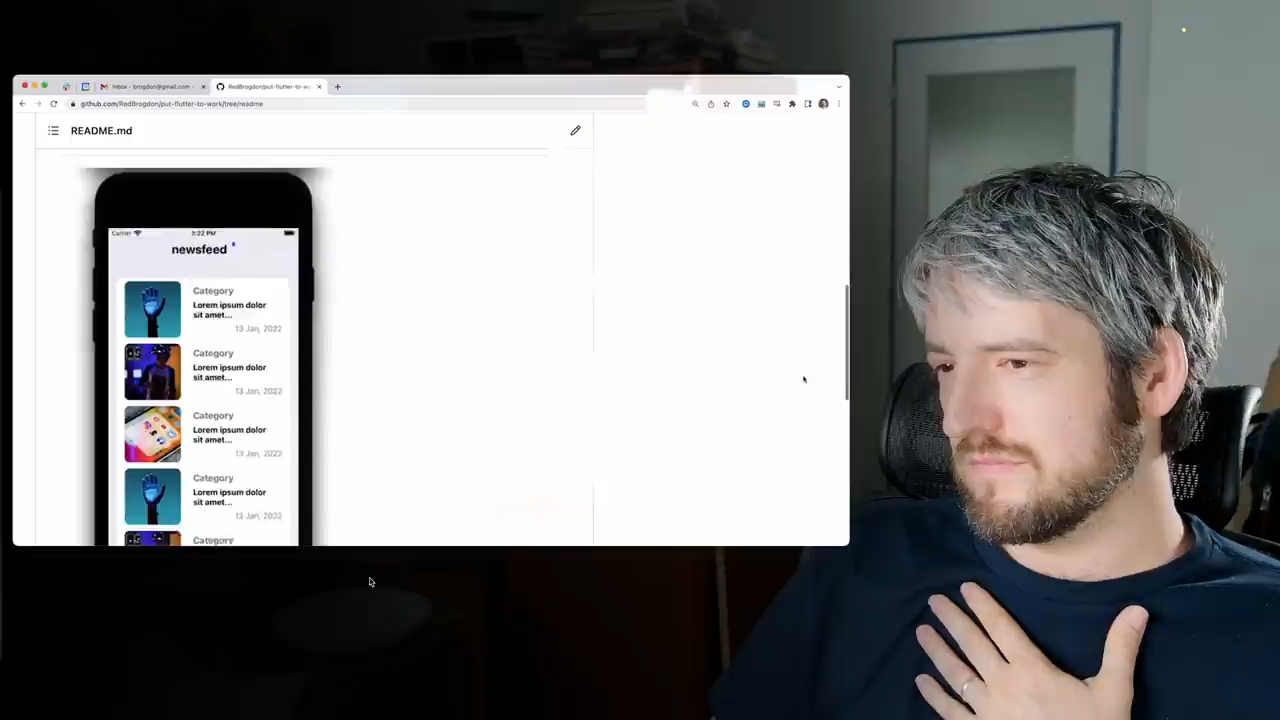 Inbox - brogdon@gmail.com -
RedBrogdon/put-flutter-to-wo
github.com/RedBrogdon/put-flutter-to-work/tree/readme
README.md
Carrier
3:22 PM
newsfeed
Category
Lorem ipsum dolor
sit amet...
13 Jan, 2022
Category
Lorem ipsum dolor
sit amet...
13 Jan, 2022
Category
Lorem ipsum dolor
sit amet...
13 Jan, 2022
Category
Lorem ipsum dolor
sit amet...
13 Jan, 2022
Category